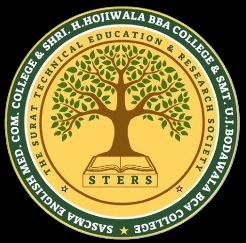 SASCMA ENGLISH MED. COM. COLLEGE & SHRI. H.HOJIWALA BBA COLLEGE & SMT. U.J.BODAWALA BCA COLLEGE
THE SURAT TECHNICAL EDUCATION & RESEARCH SOCIETY
STERS